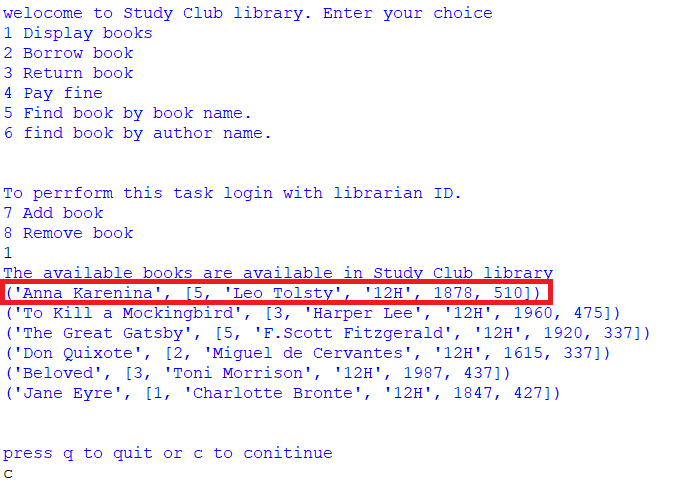 welocome to Study Club library. Enter your choice
1 Display books
2 Borrow book
3 Return book
4 Pay fine
5 Find book by book name.
6 find book by author name.
To perrform this task login with librarian ID.
7 Add book
8 Remove book
1
The available books are available in Study Club library
('Anna Karenina', [5, 'Leo Tolsty', '12H', 1878, 510])
('To Kill a Mockingbird', [3, 'Harper Lee', '12H', 1960, 475])
('The Great Gatsby', [5, 'F.Scott Fitzgerald', '12H', 1920, 337])
('Don Quixote', [2, 'Miguel de Cervantes', '12H', 1615, 337])
('Beloved', [3, 'Toni Morrison', '12H', 1987, 437])
('Jane Eyre', [1, 'Charlotte Bronte', '12H', 1847, 427])
press q to quit or c to conitinue
c